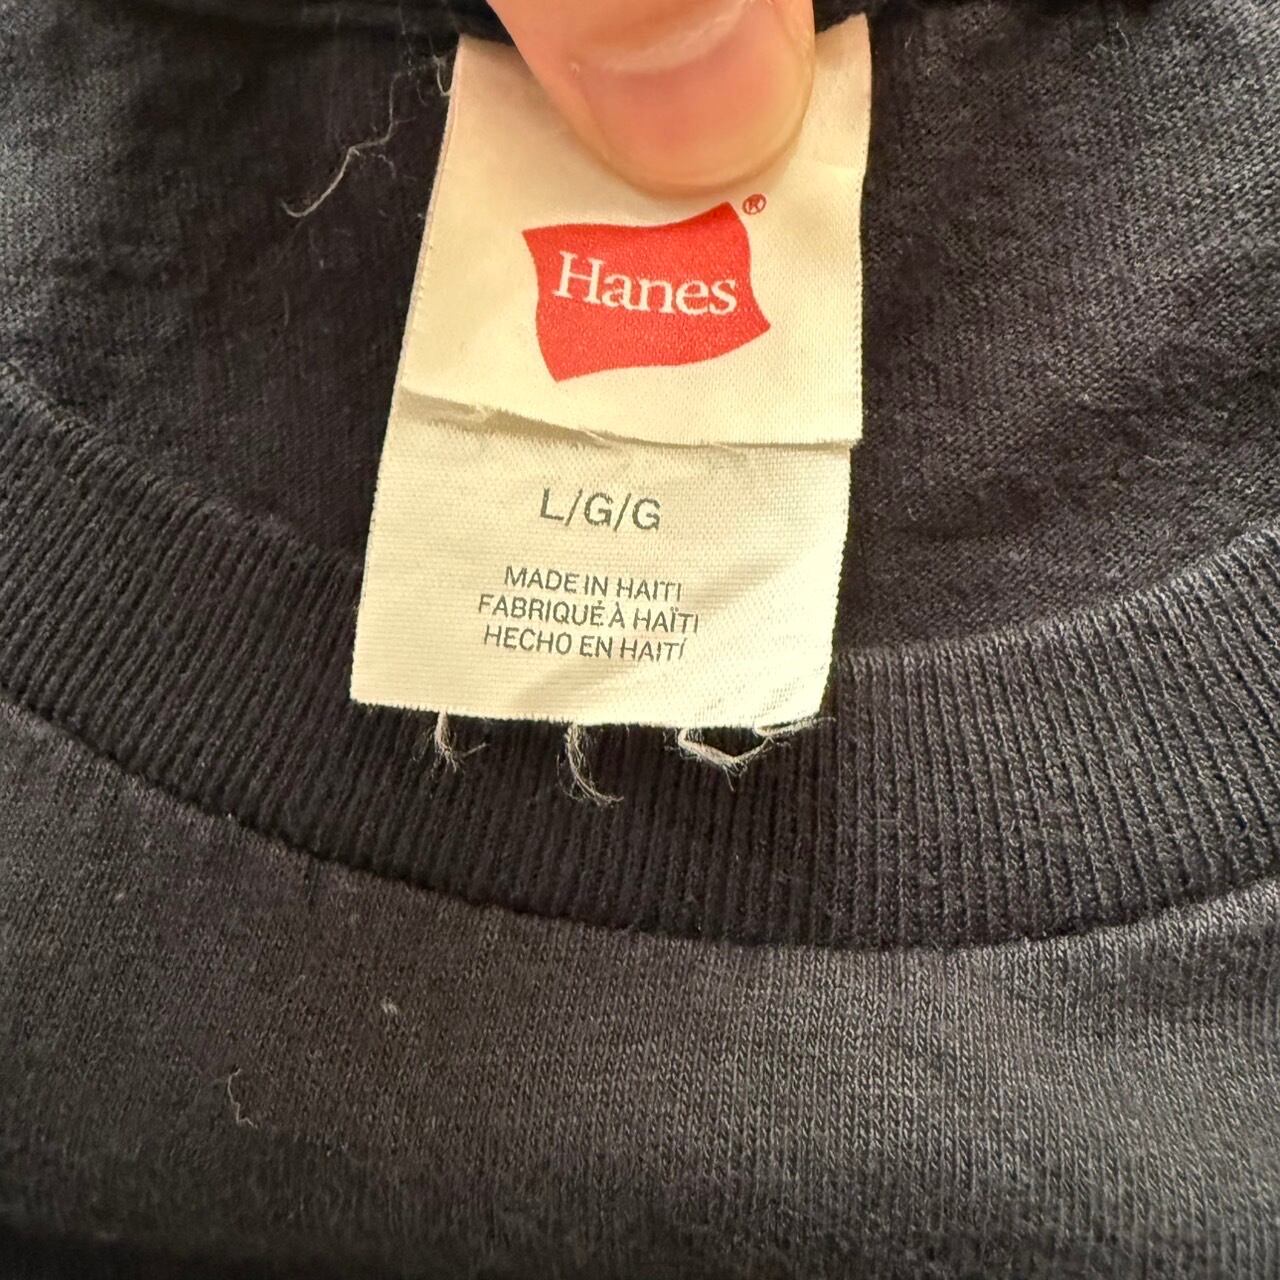 Hanes®
L/G/G
MADE IN HAITI
FABRIQUÉ À HAÏTI
HECHO EN HAITÍ